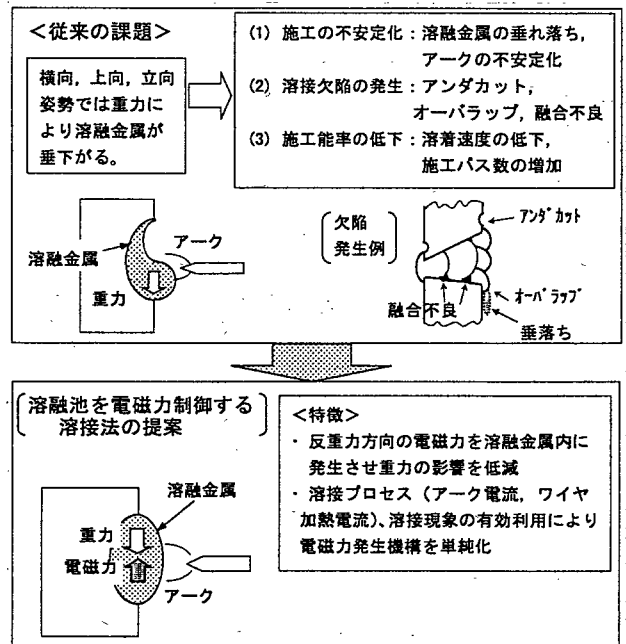 ＜従来の課題＞
横向，上向，立向
姿勢では重力に
より溶融金属が
垂下がる。
(1) 施工の不安定化：溶融金属の垂れ落ち，
アークの不安定化
(2) 溶接欠陥の発生：アンダカット，
オーバラップ，融合不良
(3) 施工能率の低下：溶着速度の低下，
施工パス数の増加
溶融金属
アーク
重力
欠陥
発生例
ｱﾝﾀﾞｶｯﾄ
ｵｰﾊﾞﾗｯﾌﾟ
融合不良
垂落ち
溶融池を電磁力制御する
溶接法の提案
溶融金属
重力
電磁力
アーク
＜特徴＞
・ 反重力方向の電磁力を溶融金属内に
発生させ重力の影響を低減
・ 溶接プロセス（アーク電流，ワイヤ
加熱電流）、溶接現象の有効利用により
電磁力発生機構を単純化